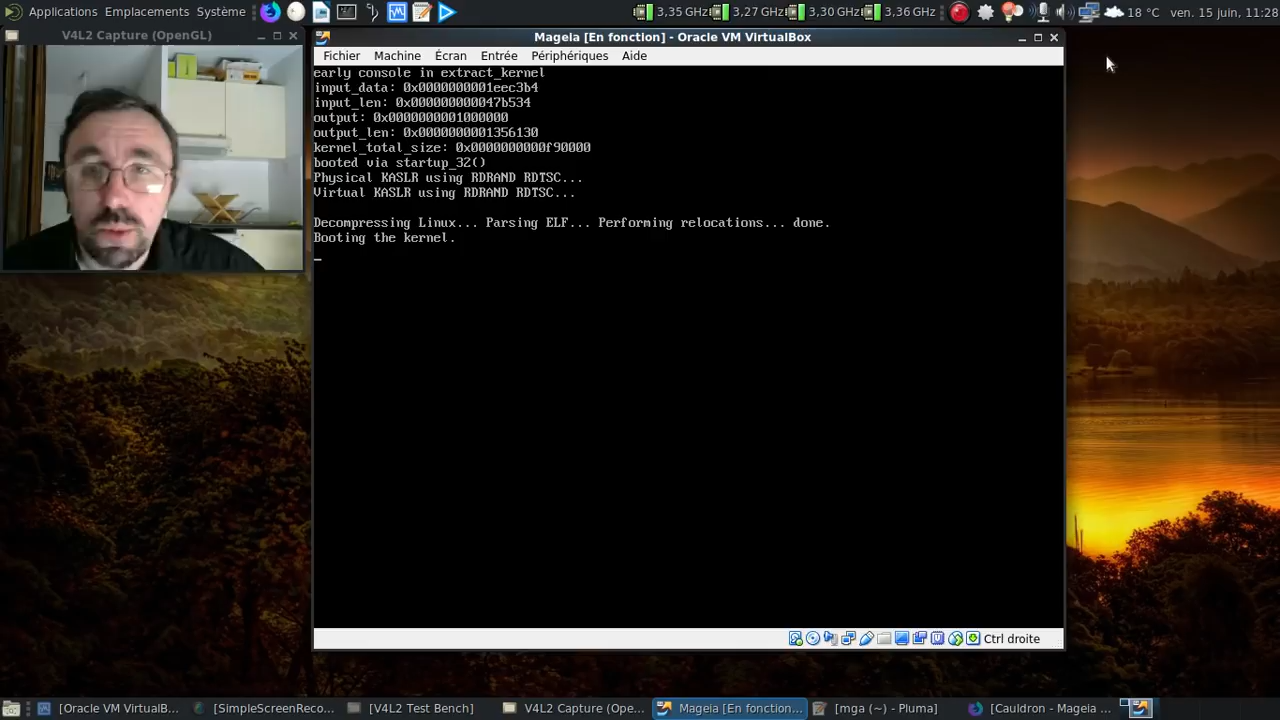 Applications Emplacements Système
3,35 GHz 3,27 GHz 3,30 GHz 3,36 GHz 18 °C ven. 15 juin, 11:28
V4L2 Capture (OpenGL)
Mageia [En fonction] - Oracle VM VirtualBox
Fichier Machine Écran Entrée Périphériques Aide
early console in extract_kernel
input_data: 0x0000000001eec3b4
input_len: 0x000000000047b534
output: 0x0000000001000000
output_len: 0x0000000001356130
kernel_total_size: 0x0000000000f90000
booted via startup_32()
Physical KASLR using RDRAND RDTSC...
Virtual KASLR using RDRAND RDTSC...
Decompressing Linux... Parsing ELF... Performing relocations... done.
Booting the kernel.
Ctrl droite
[Oracle VM VirtualB... [SimpleScreenReco... [V4L2 Test Bench] V4L2 Capture (Ope... Mageia [En fonction... [mga (~) - Pluma] [Cauldron - Mageia ...